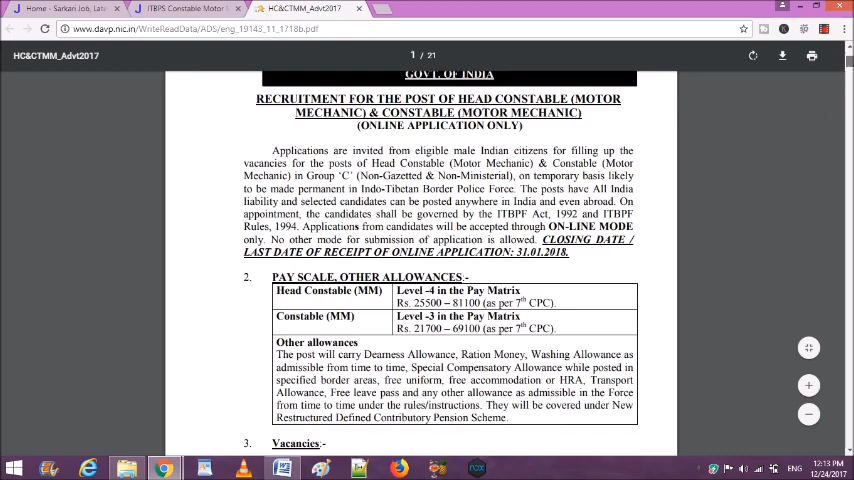 Home - Sarkari Job, Late
ITBPS Constable Motor
HC&CTMM_Advt2017
www.davp.nic.in/WriteReadData/ADS/eng_19143_11_1718b.pdf
HC&CTMM_Advt2017
1 / 21
GOVT. OF INDIA
RECRUITMENT FOR THE POST OF HEAD CONSTABLE (MOTOR
MECHANIC) & CONSTABLE (MOTOR MECHANIC)
(ONLINE APPLICATION ONLY)
Applications are invited from eligible male Indian citizens for filling up the
vacancies for the posts of Head Constable (Motor Mechanic) & Constable (Motor
Mechanic) in Group ‘C’ (Non-Gazetted & Non-Ministerial), on temporary basis likely
to be made permanent in Indo-Tibetan Border Police Force. The posts have All India
liability and selected candidates can be posted anywhere in India and even abroad. On
appointment, the candidates shall be governed by the ITBPF Act, 1992 and ITBPF
Rules, 1994. Applications from candidates will be accepted through ON-LINE MODE
only. No other mode for submission of application is allowed. CLOSING DATE /
LAST DATE OF RECEIPT OF ONLINE APPLICATION: 31.01.2018.
2. PAY SCALE, OTHER ALLOWANCES:-
Head Constable (MM) Level -4 in the Pay Matrix
Rs. 25500 – 81100 (as per 7th CPC).
Constable (MM) Level -3 in the Pay Matrix
Rs. 21700 – 69100 (as per 7th CPC).
Other allowances
The post will carry Dearness Allowance, Ration Money, Washing Allowance as
admissible from time to time, Special Compensatory Allowance while posted in
specified border areas, free uniform, free accommodation or HRA, Transport
Allowance, Free leave pass and any other allowance as admissible in the Force
from time to time under the rules/instructions. They will be covered under New
Restructured Defined Contributory Pension Scheme.
3. Vacancies:-
nox
ENG
12:13 PM
12/24/2017